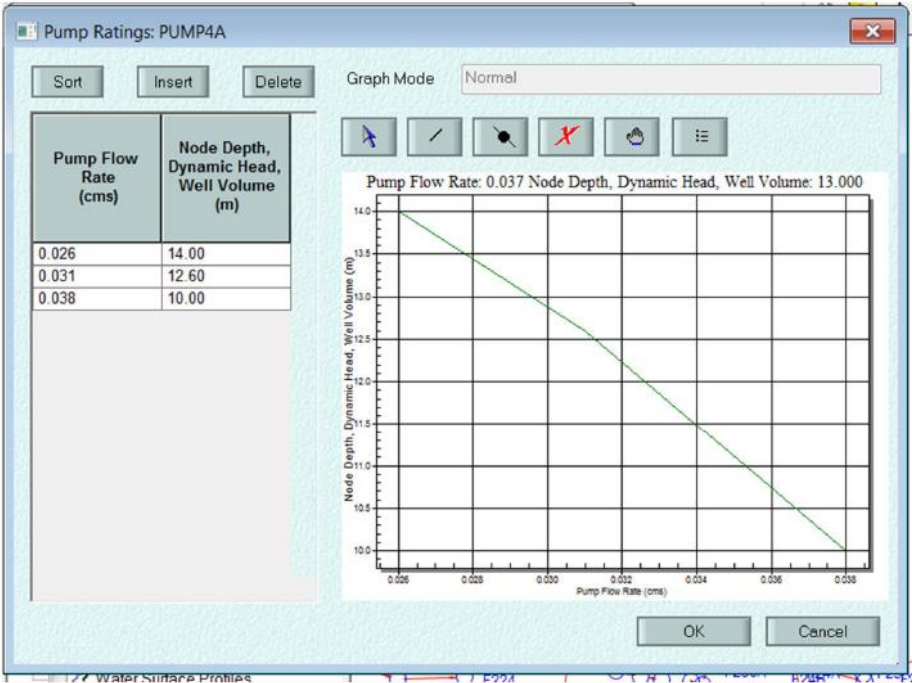 Pump Ratings: PUMP4A
Sort Insert Delete
Graph Mode Normal
Pump Flow
Rate
(cms)
Node Depth,
Dynamic Head,
Well Volume
(m)
0.026 14.00
0.031 12.60
0.038 10.00
Pump Flow Rate: 0.037 Node Depth, Dynamic Head, Well Volume: 13.000
Node Depth, Dynamic Head, Well Volume (m)
14.0
13.5
13.0
12.5
12.0
11.5
11.0
10.5
10.0
0.026 0.028 0.030 0.032 0.034 0.036 0.038
Pump Flow Rate (cms)
OK Cancel
Water Surface Profiles